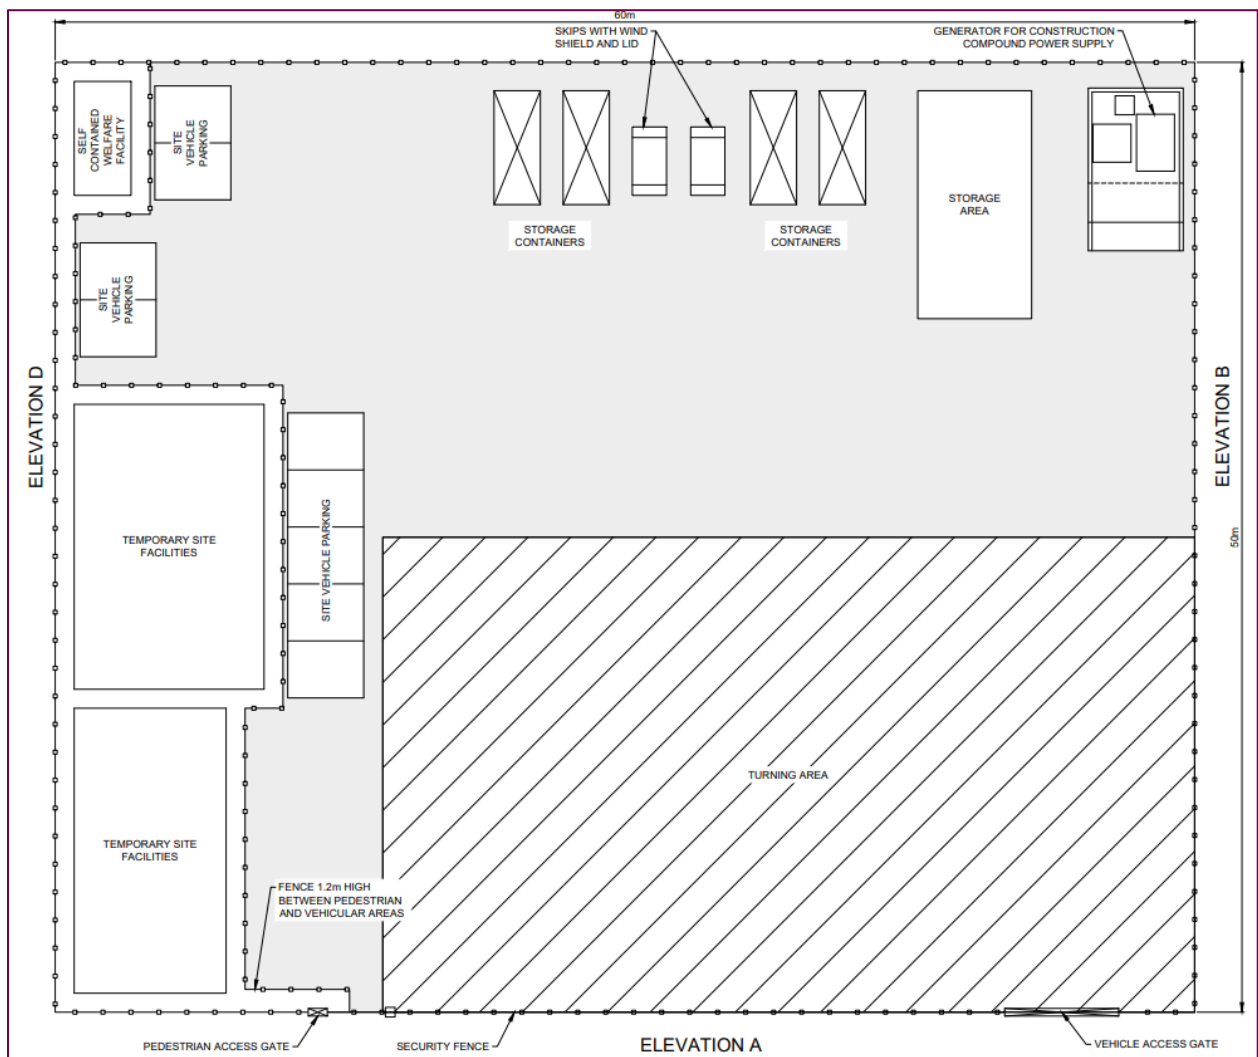 60m
SKIPS WITH WIND
SHIELD AND LID
GENERATOR FOR CONSTRUCTION
COMPOUND POWER SUPPLY
SELF
CONTAINED
WELFARE
FACILITY
SITE
VEHICLE
PARKING
STORAGE
CONTAINERS
STORAGE
CONTAINERS
STORAGE
AREA
SITE
VEHICLE
PARKING
ELEVATION D
ELEVATION B
50m
TEMPORARY SITE
FACILITIES
SITE VEHICLE PARKING
TURNING AREA
TEMPORARY SITE
FACILITIES
FENCE 1.2m HIGH
BETWEEN PEDESTRIAN
AND VEHICULAR AREAS
PEDESTRIAN ACCESS GATE
SECURITY FENCE
ELEVATION A
VEHICLE ACCESS GATE